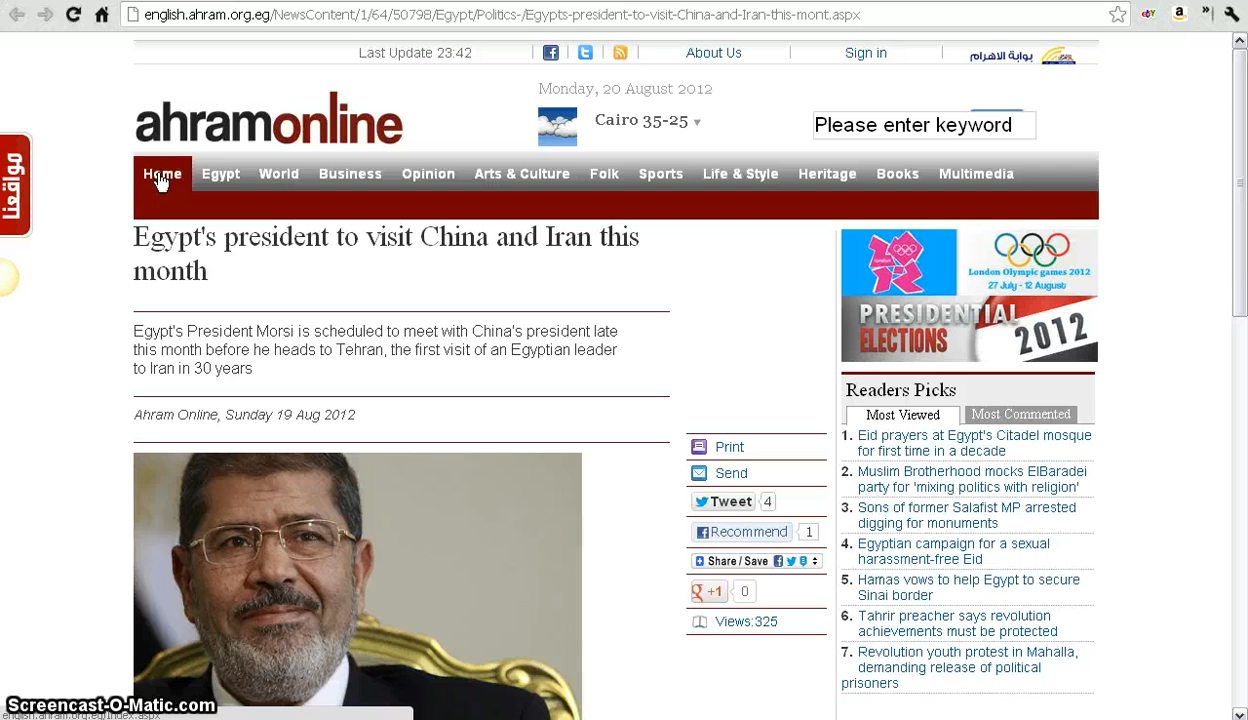 english.ahram.org.eg/NewsContent/1/64/50798/Egypt/Politics-/Egypts-president-to-visit-China-and-Iran-this-mont.aspx
Last Update 23:42
About Us
Sign in
بوابة الاهرام
Monday, 20 August 2012
ahramonline
Cairo 35-25
Please enter keyword
مواقعنا
Home Egypt World Business Opinion Arts & Culture Folk Sports Life & Style Heritage Books Multimedia
Egypt's president to visit China and Iran this
month
Egypt's President Morsi is scheduled to meet with China's president late
this month before he heads to Tehran, the first visit of an Egyptian leader
to Iran in 30 years
Ahram Online, Sunday 19 Aug 2012
Print
Send
Tweet 4
Recommend 1
Share / Save
+1 0
Views:325
London Olympic games 2012
27 July - 12 August
PRESIDENTIAL
ELECTIONS 2012
Readers Picks
Most Viewed Most Commented
1. Eid prayers at Egypt's Citadel mosque
for first time in a decade
2. Muslim Brotherhood mocks ElBaradei
party for 'mixing politics with religion'
3. Sons of former Salafist MP arrested
digging for monuments
4. Egyptian campaign for a sexual
harassment-free Eid
5. Hamas vows to help Egypt to secure
Sinai border
6. Tahrir preacher says revolution
achievements must be protected
7. Revolution youth protest in Mahalla,
demanding release of political
prisoners
Screencast-O-Matic.com
english.ahram.org.eg/index.aspx